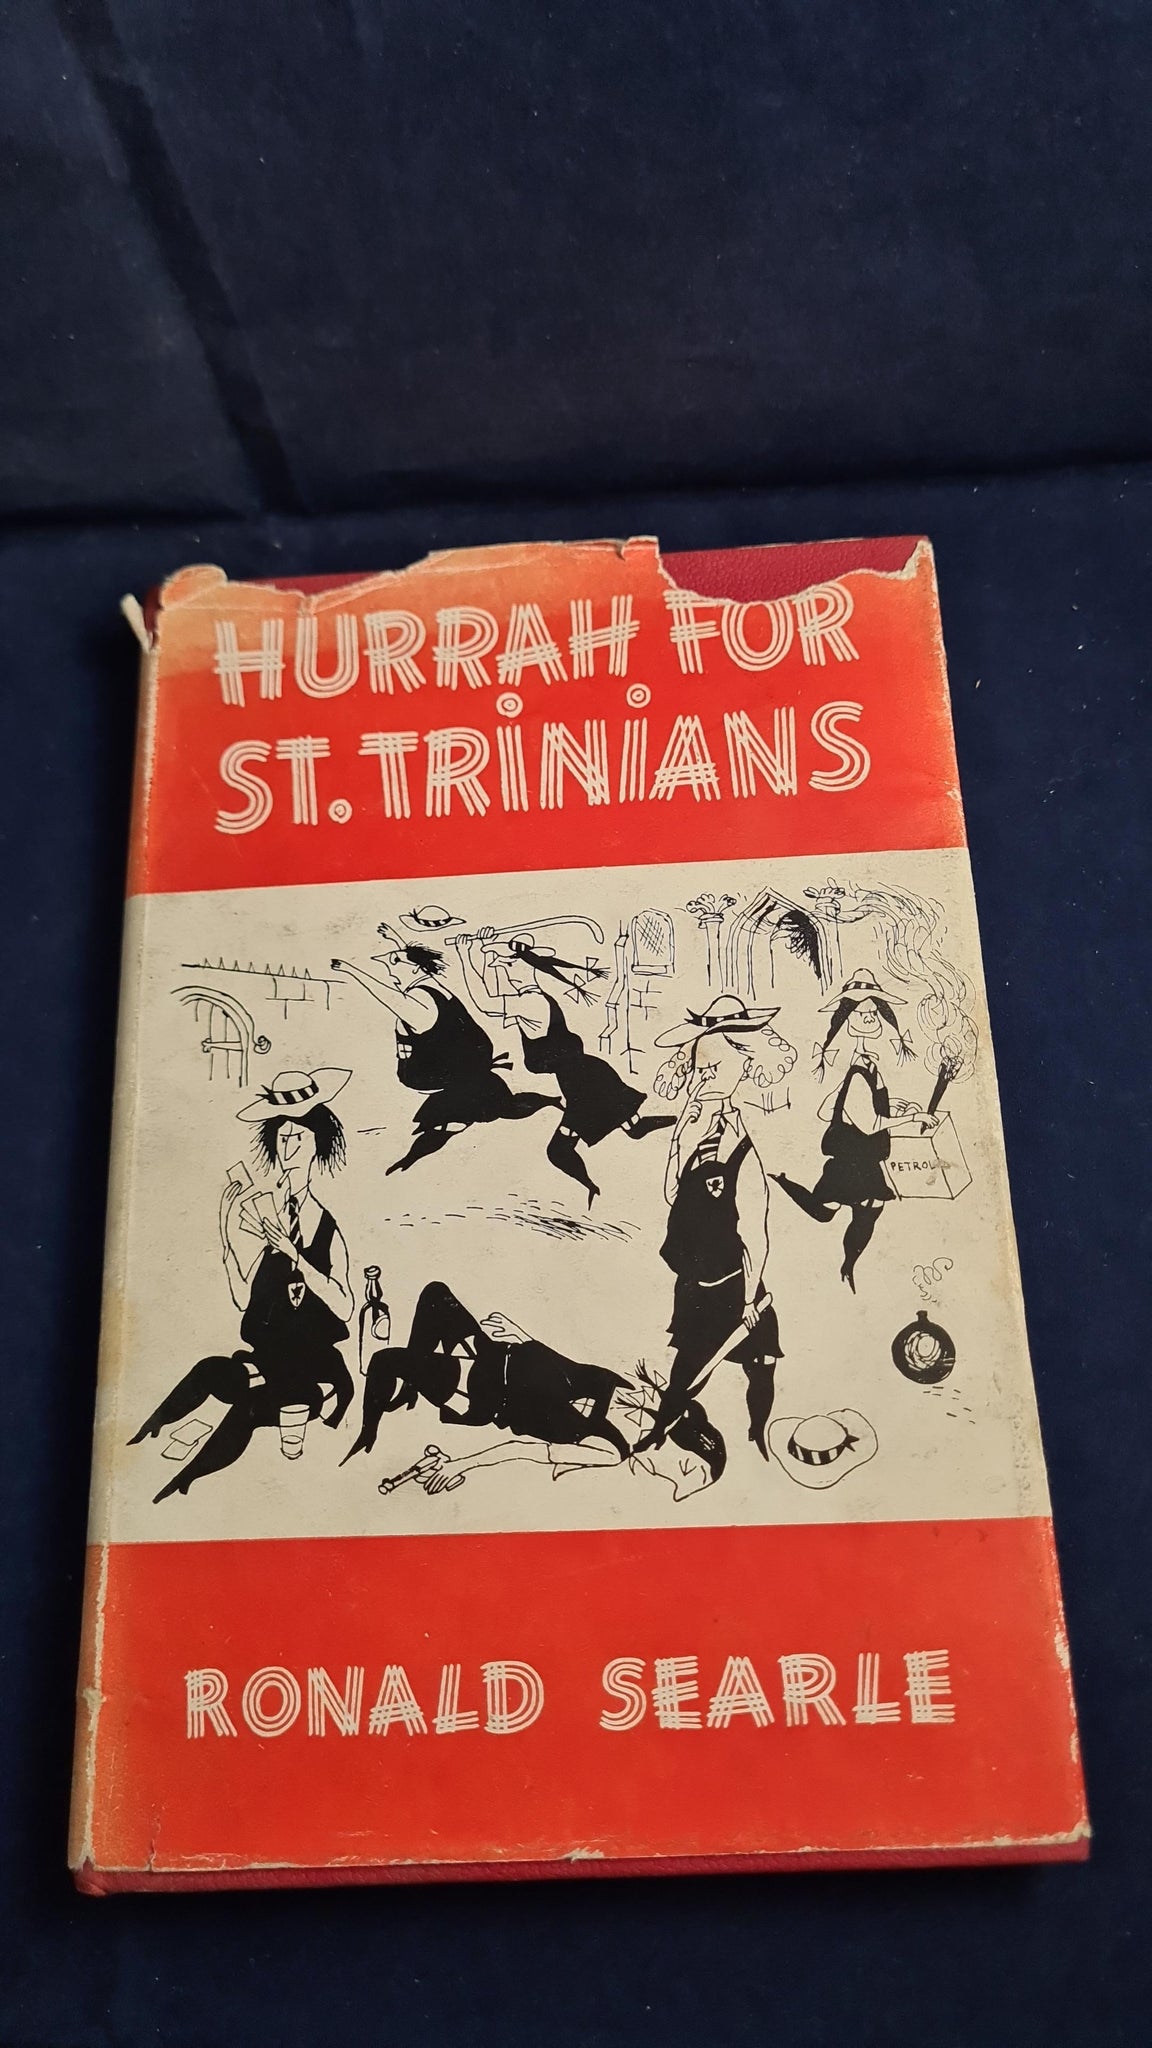 HURRAH FOR
ST. TRINIANS
PETROL
RONALD SEARLE